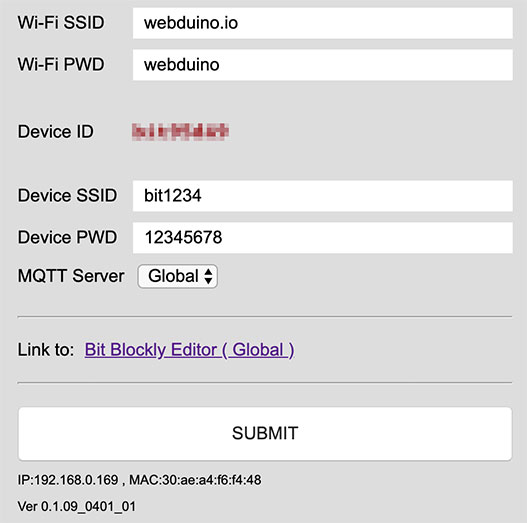 Wi-Fi SSID webduino.io
Wi-Fi PWD webduino
Device ID
Device SSID bit1234
Device PWD 12345678
MQTT Server Global
Link to: Bit Blockly Editor ( Global )
SUBMIT
IP:192.168.0.169 , MAC:30:ae:a4:f6:f4:48
Ver 0.1.09_0401_01